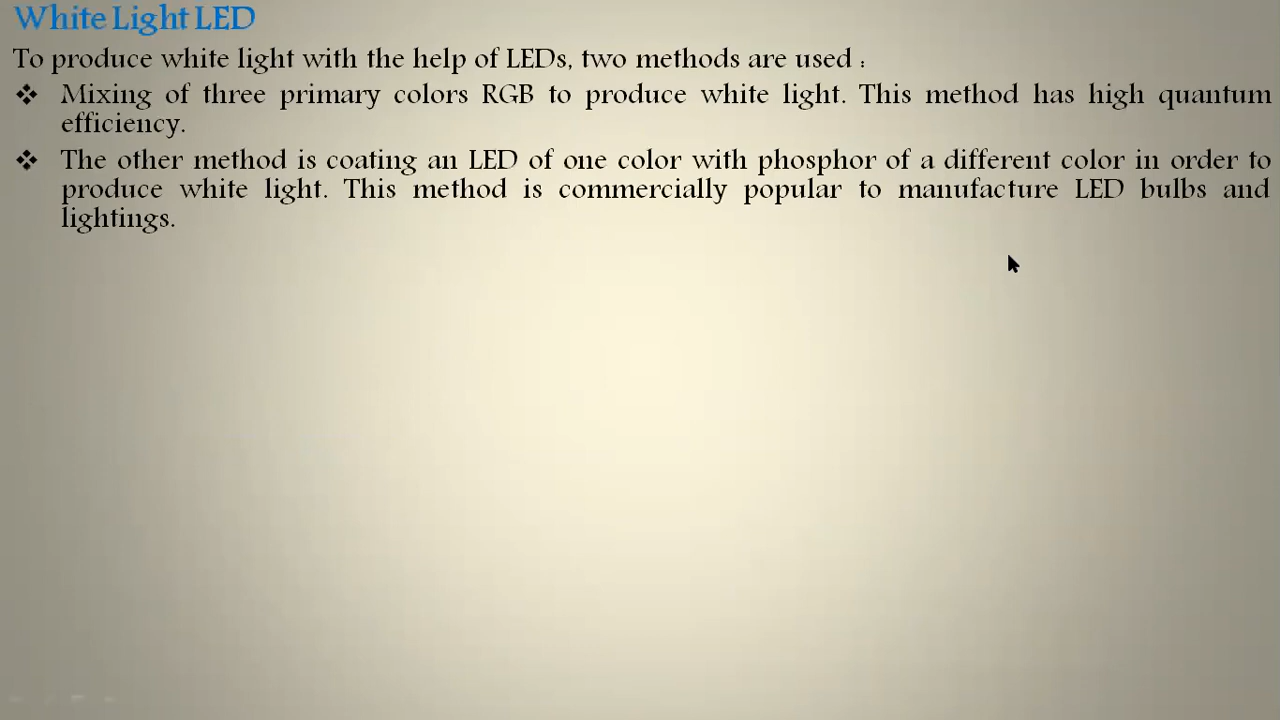 White Light LED
To produce white light with the help of LEDs, two methods are used :
❖ Mixing of three primary colors RGB to produce white light. This method has high quantum
efficiency.
❖ The other method is coating an LED of one color with phosphor of a different color in order to
produce white light. This method is commercially popular to manufacture LED bulbs and
lightings.